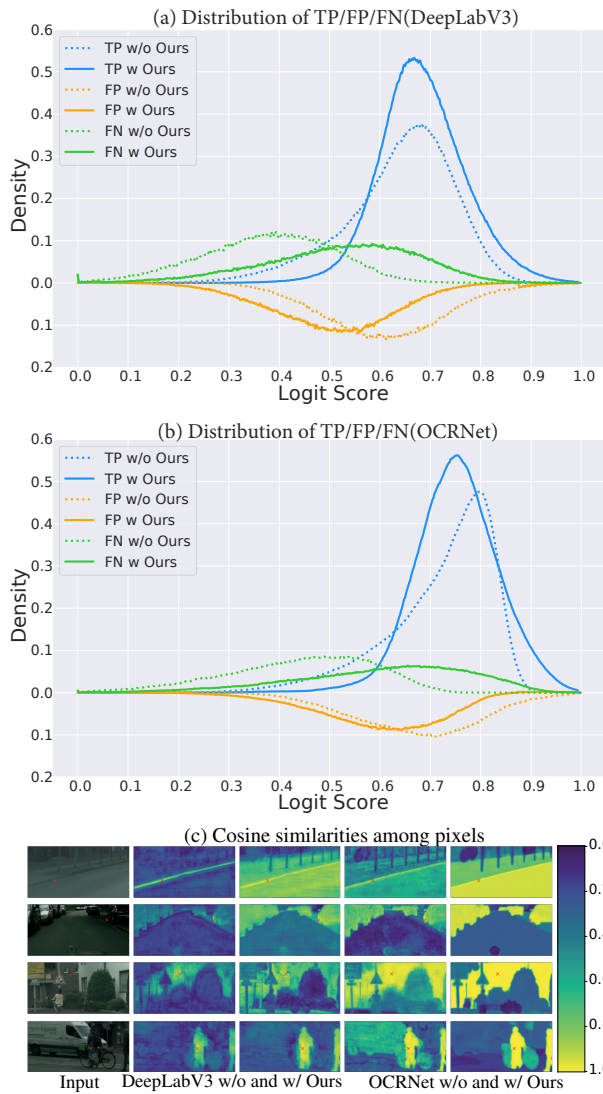 (a) Distribution of TP/FP/FN(DeepLabV3)
0.6
0.5
0.4
0.3
0.2
0.1
0.0
0.1
0.2
Density
TP w/o Ours
TP w Ours
FP w/o Ours
FP w Ours
FN w/o Ours
FN w Ours
0.0 0.1 0.2 0.3 0.4 0.5 0.6 0.7 0.8 0.9 1.0
Logit Score
(b) Distribution of TP/FP/FN(OCRNet)
0.6
0.5
0.4
0.3
0.2
0.1
0.0
0.1
0.2
Density
TP w/o Ours
TP w Ours
FP w/o Ours
FP w Ours
FN w/o Ours
FN w Ours
0.0 0.1 0.2 0.3 0.4 0.5 0.6 0.7 0.8 0.9 1.0
Logit Score
(c) Cosine similarities among pixels
0.
0.
0.
0.
0.
1.
Input DeepLabV3 w/o and w/ Ours OCRNet w/o and w/ Ours